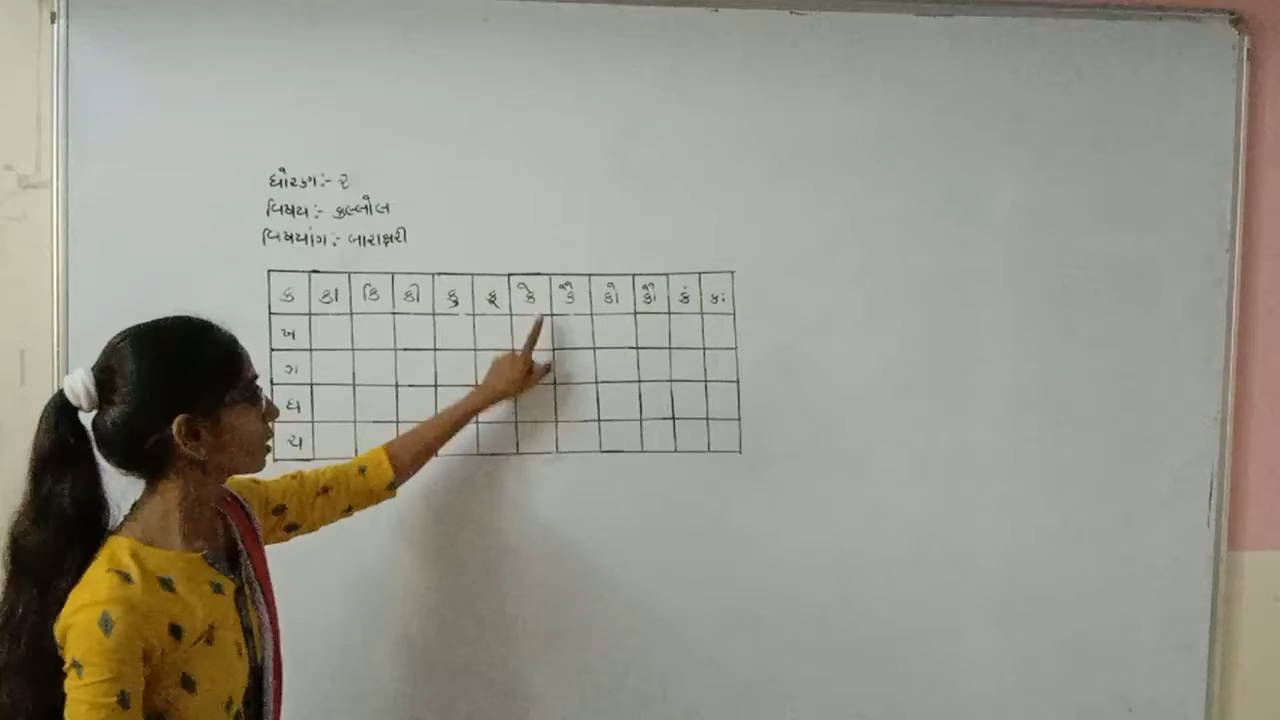 ધોરણ:- ૨
વિષય:- કલ્લોલ
વિષયાંગ:- બારાક્ષરી
ક કા કિ કી કુ કૂ કે કૈ કો કૌ કં કઃ
ખ
ગ
ઘ
ચ